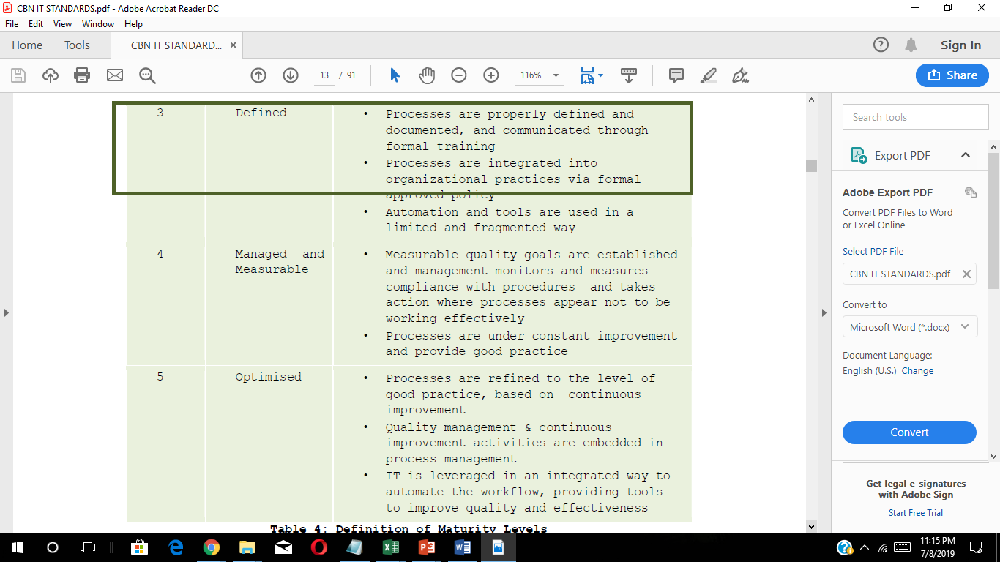 CBN IT STANDARDS.pdf - Adobe Acrobat Reader DC
File Edit View Window Help
Home Tools CBN IT STANDARD... × Sign In
13 / 91 116% Share
3 Defined • Processes are properly defined and
documented, and communicated through
formal training
• Processes are integrated into
organizational practices via formal
approved policy
• Automation and tools are used in a
limited and fragmented way
4 Managed and • Measurable quality goals are established
Measurable and management monitors and measures
compliance with procedures and takes
action where processes appear not to be
working effectively
• Processes are under constant improvement
and provide good practice
5 Optimised • Processes are refined to the level of
good practice, based on continuous
improvement
• Quality management & continuous
improvement activities are embedded in
process management
• IT is leveraged in an integrated way to
automate the workflow, providing tools
to improve quality and effectiveness
Table 4: Definition of Maturity Levels
Search tools
Export PDF
Adobe Export PDF
Convert PDF Files to Word
or Excel Online
Select PDF File
CBN IT STANDARDS.pdf
Convert to
Microsoft Word (*.docx)
Document Language:
English (U.S.) Change
Convert
Get legal e-signatures
with Adobe Sign
Start Free Trial
11:15 PM
7/8/2019